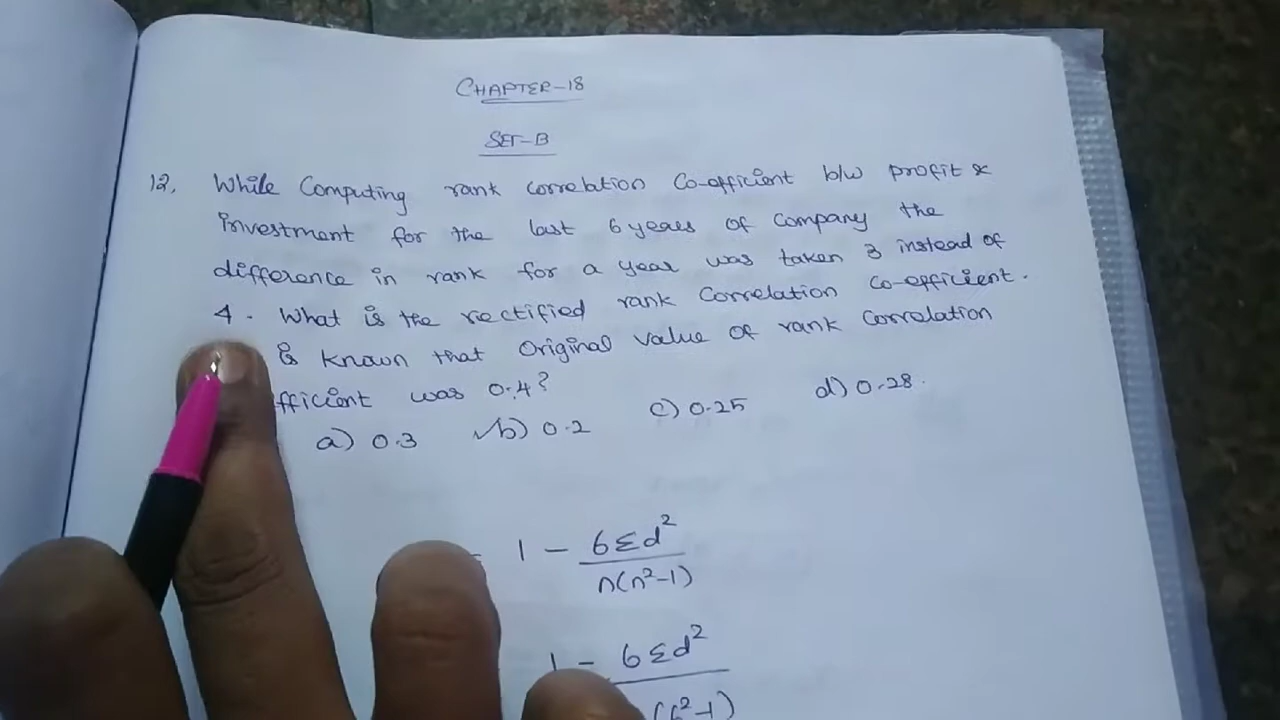 CHAPTER-18
SET-B
12. While Computing rank correlation Co-efficient b/w profit &
investment for the last 6 years of Company the
difference in rank for a year was taken 3 instead of
4. What is the rectified rank Correlation Co-efficient.
is known that Original value of rank Correlation
fficient was 0.4?
a) 0.3 b) 0.2 c) 0.25 d) 0.28.
= 1 - 6Σd²/n(n²-1)
1 - 6Σd²/(6²-1)